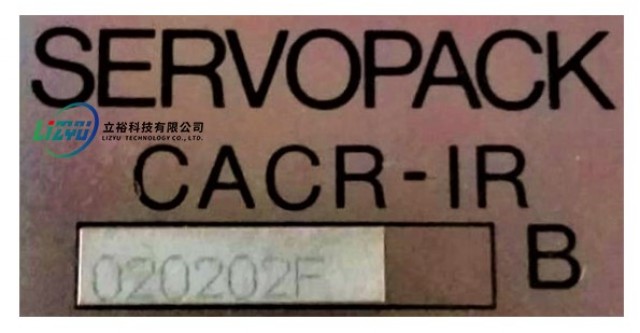 SERVOPACK
LIZYU
立裕科技有限公司
LIZYU TECHNOLOGY CO., LTD.
CACR-IR
020202F B